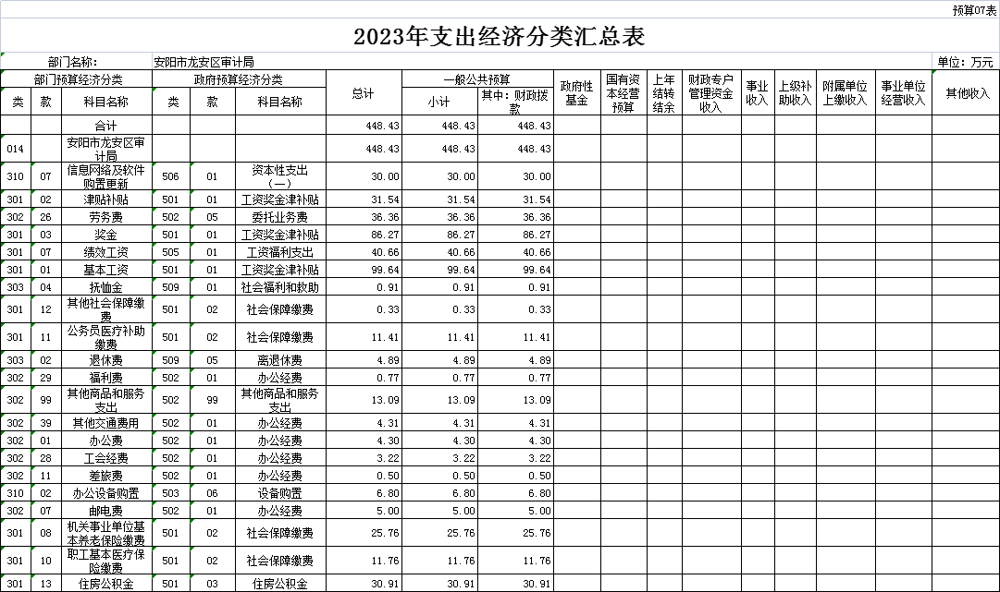 预算07表
2023年支出经济分类汇总表
部门名称: 安阳市龙安区审计局 单位: 万元
部门预算经济分类 政府预算经济分类 总计 一般公共预算 政府性基金 国有资本经营预算 上年结转结余 财政专户管理资金收入 事业收入 上级补助收入 附属单位上缴收入 事业单位经营收入 其他收入
类 款 科目名称 类 款 科目名称 小计 其中: 财政拨款
合计 448.43 448.43 448.43
014 安阳市龙安区审计局 448.43 448.43 448.43
310 07 信息网络及软件购置更新 506 01 资本性支出（一） 30.00 30.00 30.00
301 02 津贴补贴 501 01 工资奖金津补贴 31.54 31.54 31.54
302 26 劳务费 502 05 委托业务费 36.36 36.36 36.36
301 03 奖金 501 01 工资奖金津补贴 86.27 86.27 86.27
301 07 绩效工资 505 01 工资福利支出 40.66 40.66 40.66
301 01 基本工资 501 01 工资奖金津补贴 99.64 99.64 99.64
303 04 抚恤金 509 01 社会福利和救助 0.91 0.91 0.91
301 12 其他社会保障缴费 501 02 社会保障缴费 0.33 0.33 0.33
301 11 公务员医疗补助缴费 501 02 社会保障缴费 11.41 11.41 11.41
303 02 退休费 509 05 离退休费 4.89 4.89 4.89
302 29 福利费 502 01 办公经费 0.77 0.77 0.77
302 99 其他商品和服务支出 502 99 其他商品和服务支出 13.09 13.09 13.09
302 39 其他交通费用 502 01 办公经费 4.31 4.31 4.31
302 01 办公费 502 01 办公经费 4.30 4.30 4.30
302 28 工会经费 502 01 办公经费 3.22 3.22 3.22
302 11 差旅费 502 01 办公经费 0.50 0.50 0.50
310 02 办公设备购置 503 06 设备购置 6.80 6.80 6.80
302 07 邮电费 502 01 办公经费 5.00 5.00 5.00
301 08 机关事业单位基本养老保险缴费 501 02 社会保障缴费 25.76 25.76 25.76
301 10 职工基本医疗保险缴费 501 02 社会保障缴费 11.76 11.76 11.76
301 13 住房公积金 501 03 住房公积金 30.91 30.91 30.91